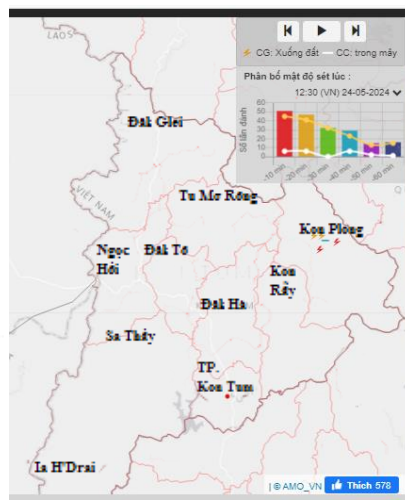 LAOS
CG: Xuống đất CC: trong mây
Phân bố mật độ sét lúc :
12:30 (VN) 24-05-2024
Số lần đánh
60
50
40
30
20
10
0
-10 min
-20 min
-30 min
-40 min
-50 min
-60 min
Đăk Glei
VIỆT NAM
Tu Mơ Rông
Kon Plông
Ngọc
Hồi
Đăk Tô
Kon
Rẫy
Đăk Hà
Sa Thầy
TP.
Kon Tum
Ia H'Drai
| © AMO_VN
Thích 578